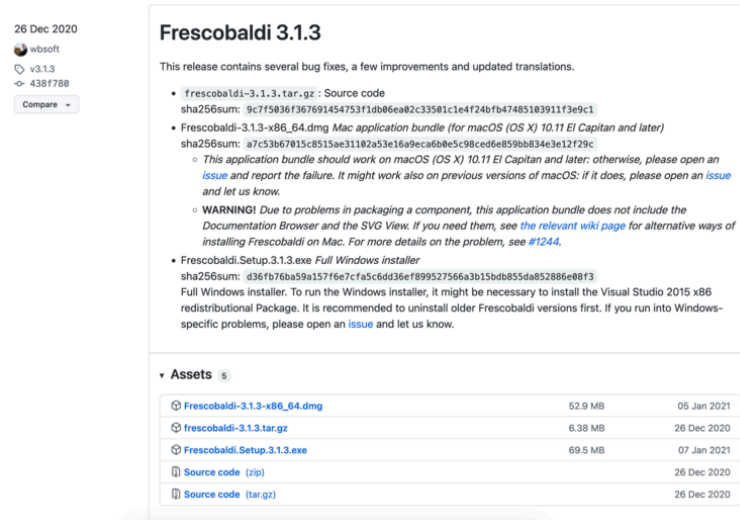 26 Dec 2020
wbsoft
v3.1.3
438f780
Compare
Frescobaldi 3.1.3
This release contains several bug fixes, a few improvements and updated translations.
frescobaldi-3.1.3.tar.gz : Source code
sha256sum: 9c7f5036f367691454753f1db06ea02c33501c1e4f24bfb47485103911f3e9c1
Frescobaldi-3.1.3-x86_64.dmg Mac application bundle (for macOS (OS X) 10.11 El Capitan and later)
sha256sum: a7c53b67015c8515ae31102a53e16a9eca6b0e5c98ced6e859bb834e3e12f29c
This application bundle should work on macOS (OS X) 10.11 El Capitan and later: otherwise, please open an
issue and report the failure. It might work also on previous versions of macOS: if it does, please open an issue
and let us know.
WARNING! Due to problems in packaging a component, this application bundle does not include the
Documentation Browser and the SVG View. If you need them, see the relevant wiki page for alternative ways of
installing Frescobaldi on Mac. For more details on the problem, see #1244.
Frescobaldi.Setup.3.1.3.exe Full Windows installer
sha256sum: d36fb76ba59a157f6e7cfa5c6dd36ef899527566a3b15bdb855da852886e08f3
Full Windows installer. To run the Windows installer, it might be necessary to install the Visual Studio 2015 x86
redistributional Package. It is recommended to uninstall older Frescobaldi versions first. If you run into Windows-
specific problems, please open an issue and let us know.
Assets 5
Frescobaldi-3.1.3-x86_64.dmg 52.9 MB 05 Jan 2021
frescobaldi-3.1.3.tar.gz 6.38 MB 26 Dec 2020
Frescobaldi.Setup.3.1.3.exe 69.5 MB 07 Jan 2021
Source code (zip) 26 Dec 2020
Source code (tar.gz) 26 Dec 2020